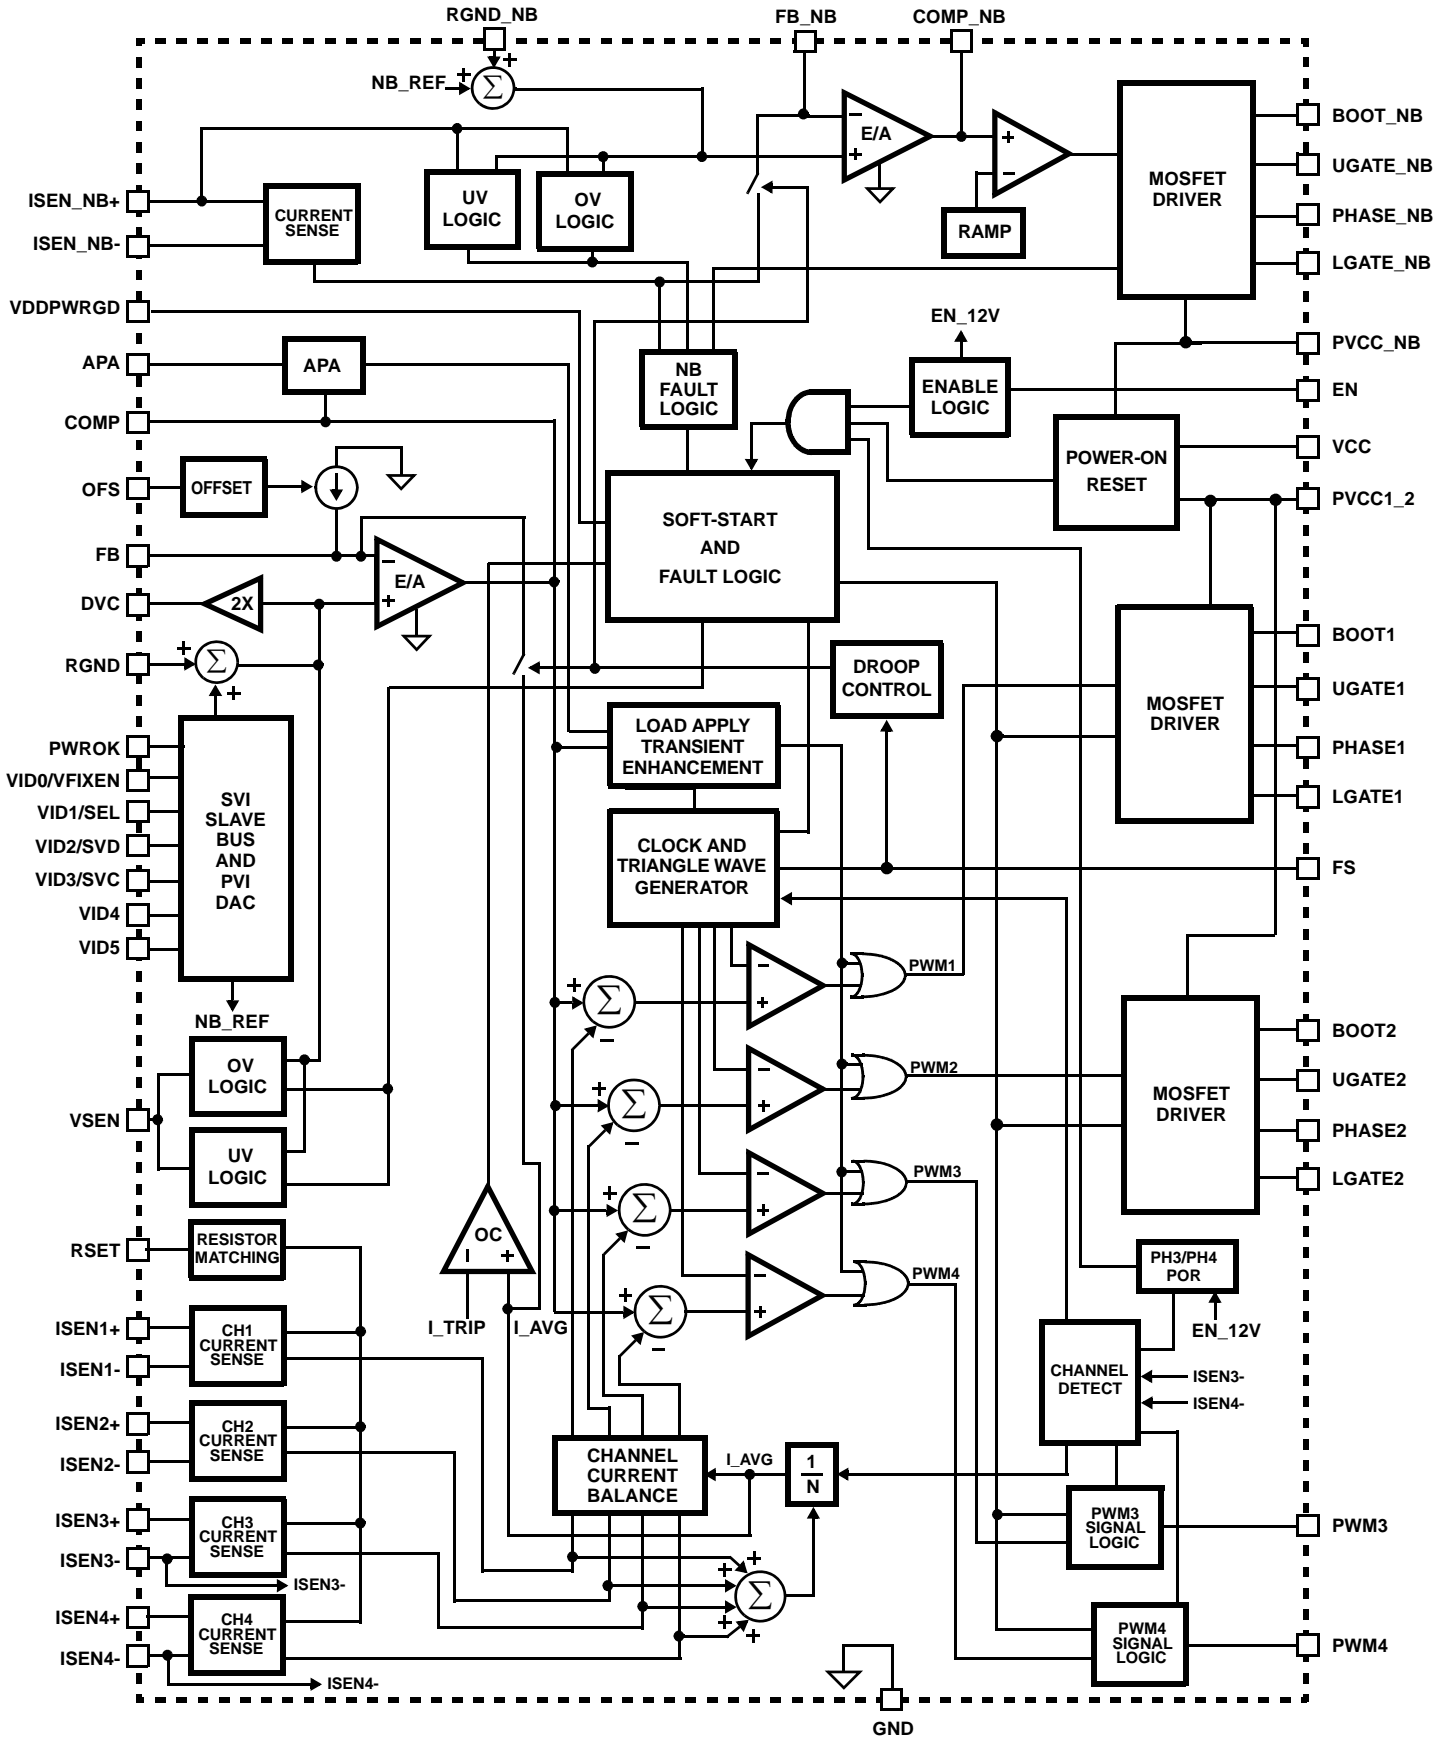 RGND_NB
FB_NB
COMP_NB
NB_REF
+
+
Σ
−
E/A
+
+
−
MOSFET
DRIVER
BOOT_NB
UGATE_NB
PHASE_NB
LGATE_NB
ISEN_NB+
ISEN_NB-
CURRENT
SENSE
UV
LOGIC
OV
LOGIC
RAMP
VDDPWRGD
EN_12V
PVCC_NB
APA
APA
NB
FAULT
LOGIC
ENABLE
LOGIC
EN
COMP
POWER-ON
RESET
VCC
OFS
OFFSET
PVCC1_2
SOFT-START
AND
FAULT LOGIC
FB
−
E/A
+
DVC
2X
RGND
+
Σ
+
DROOP
CONTROL
MOSFET
DRIVER
BOOT1
UGATE1
PHASE1
LGATE1
PWROK
VID0/VFIXEN
VID1/SEL
VID2/SVD
VID3/SVC
VID4
VID5
SVI
SLAVE
BUS
AND
PVI
DAC
NB_REF
LOAD APPLY
TRANSIENT
ENHANCEMENT
CLOCK AND
TRIANGLE WAVE
GENERATOR
FS
+
Σ
−
−
+
PWM1
+
Σ
−
−
+
PWM2
+
Σ
−
−
+
PWM3
+
Σ
−
−
+
PWM4
MOSFET
DRIVER
BOOT2
UGATE2
PHASE2
LGATE2
VSEN
OV
LOGIC
UV
LOGIC
OC
−
+
I_TRIP
I_AVG
RSET
RESISTOR
MATCHING
PH3/PH4
POR
EN_12V
ISEN1+
ISEN1-
CH1
CURRENT
SENSE
CHANNEL
DETECT
ISEN3-
ISEN4-
ISEN2+
ISEN2-
CH2
CURRENT
SENSE
CHANNEL
CURRENT
BALANCE
I_AVG
1
N
ISEN3+
ISEN3-
CH3
CURRENT
SENSE
ISEN3-
PWM3
SIGNAL
LOGIC
PWM3
+
+
Σ
+
+
+
ISEN4+
ISEN4-
CH4
CURRENT
SENSE
ISEN4-
PWM4
SIGNAL
LOGIC
PWM4
GND